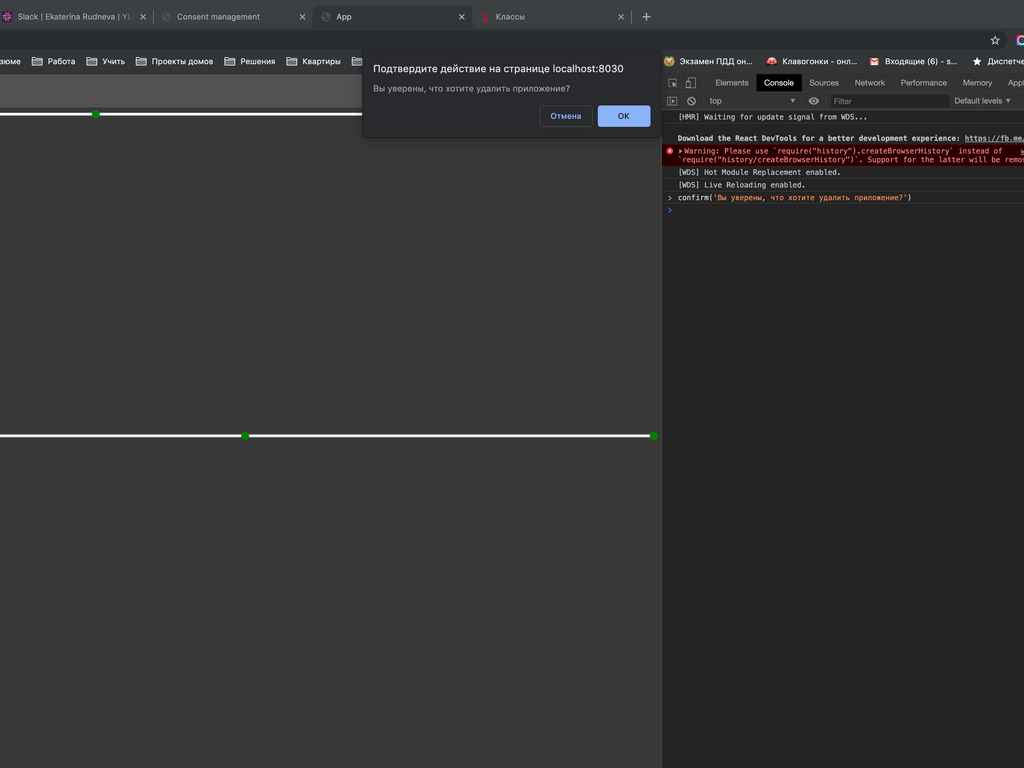 Slack | Ekaterina Rudneva |
Consent management
App
Классы
Работа
Учить
Проекты домов
Решения
Квартиры
Экзамен ПДД он...
Клавогонки - онл...
Входящие (6) - s...
Подтвердите действие на странице localhost:8030
Вы уверены, что хотите удалить приложение?
Отмена
OK
Elements
Console
Sources
Network
Performance
Memory
top
Filter
Default levels
[HMR] Waiting for update signal from WDS...
Download the React DevTools for a better development experience: https://fb.me
Warning: Please use `require("history").createBrowserHistory` instead of
`require("history/createBrowserHistory")`. Support for the latter will be
[WDS] Hot Module Replacement enabled.
[WDS] Live Reloading enabled.
confirm('Вы уверены, что хотите удалить приложение?')